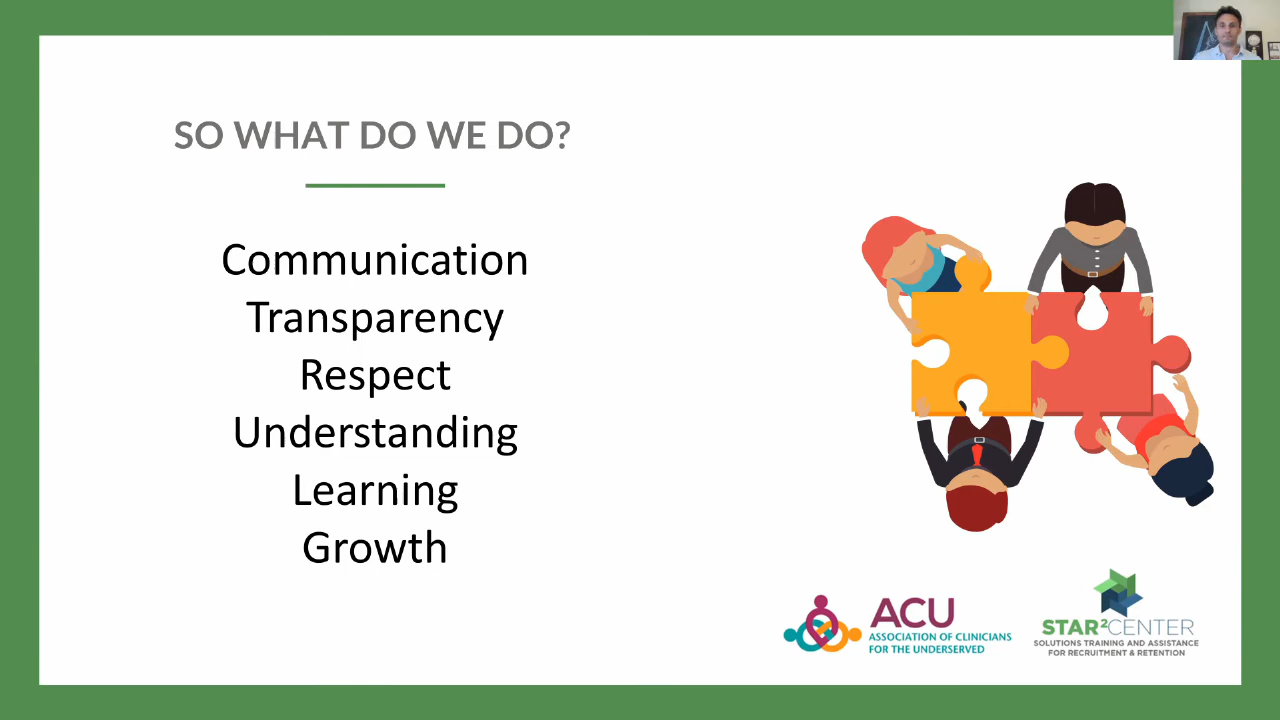 SO WHAT DO WE DO?
Communication
Transparency
Respect
Understanding
Learning
Growth
ACU
ASSOCIATION OF CLINICIANS
FOR THE UNDERSERVED
STAR²CENTER
SOLUTIONS TRAINING AND ASSISTANCE
FOR RECRUITMENT & RETENTION